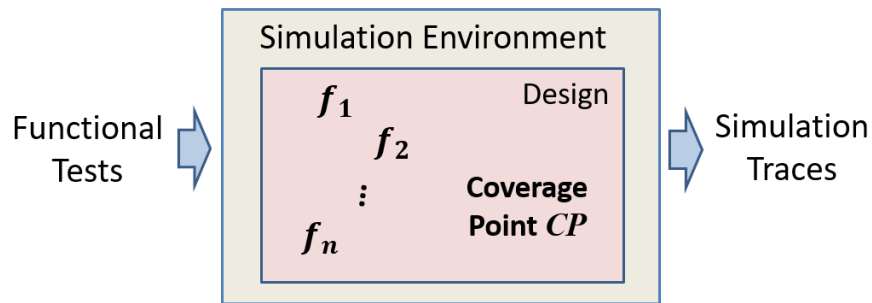 Simulation Environment
Functional
Tests
f1
Design
f2
⋮
Coverage
Point CP
fn
Simulation
Traces